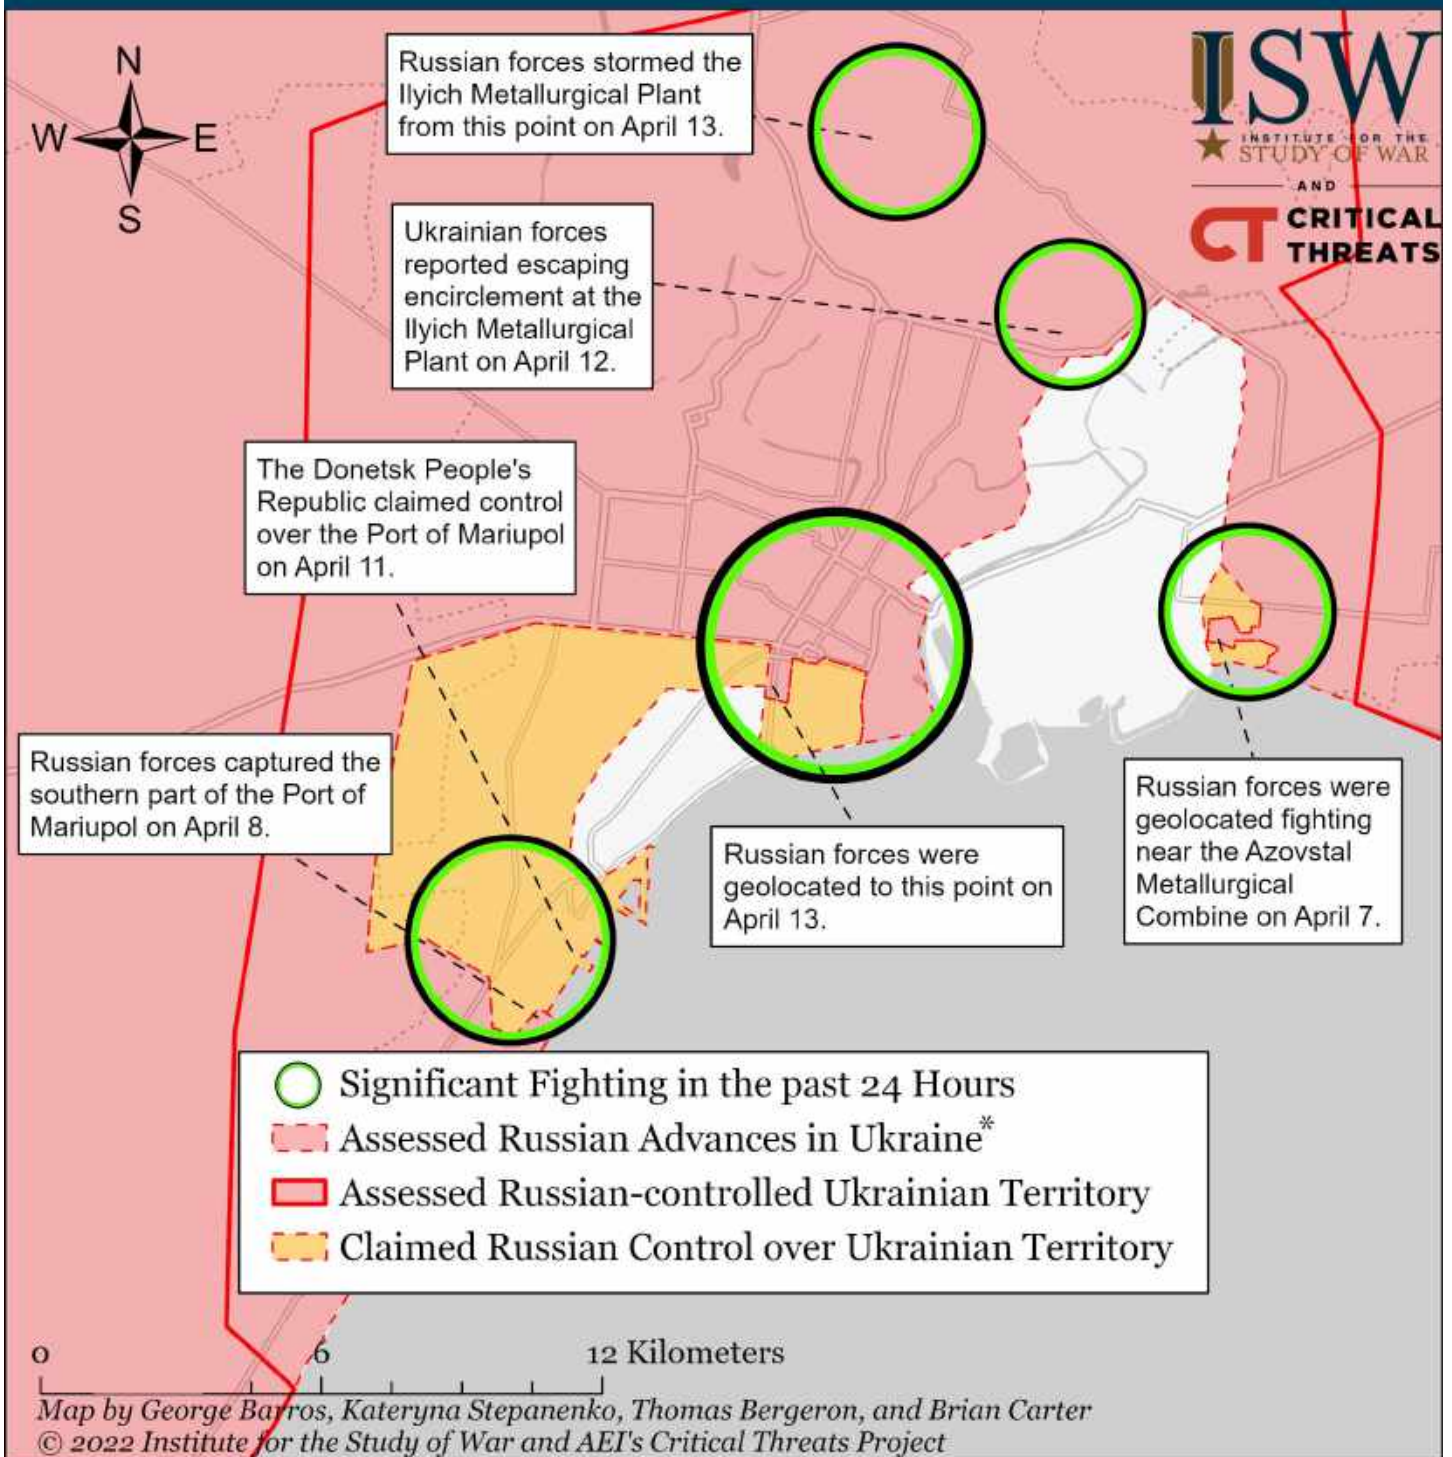 N
W E
S
Russian forces stormed the
Ilyich Metallurgical Plant
from this point on April 13.
ISW
INSTITUTE FOR THE
STUDY OF WAR
AND
CT CRITICAL
THREATS
Ukrainian forces
reported escaping
encirclement at the
Ilyich Metallurgical
Plant on April 12.
The Donetsk People's
Republic claimed control
over the Port of Mariupol
on April 11.
Russian forces captured the
southern part of the Port of
Mariupol on April 8.
Russian forces were
geolocated to this point on
April 13.
Russian forces were
geolocated fighting
near the Azovstal
Metallurgical
Combine on April 7.
Significant Fighting in the past 24 Hours
Assessed Russian Advances in Ukraine*
Assessed Russian-controlled Ukrainian Territory
Claimed Russian Control over Ukrainian Territory
0 6 12 Kilometers
Map by George Barros, Kateryna Stepanenko, Thomas Bergeron, and Brian Carter
© 2022 Institute for the Study of War and AEI's Critical Threats Project